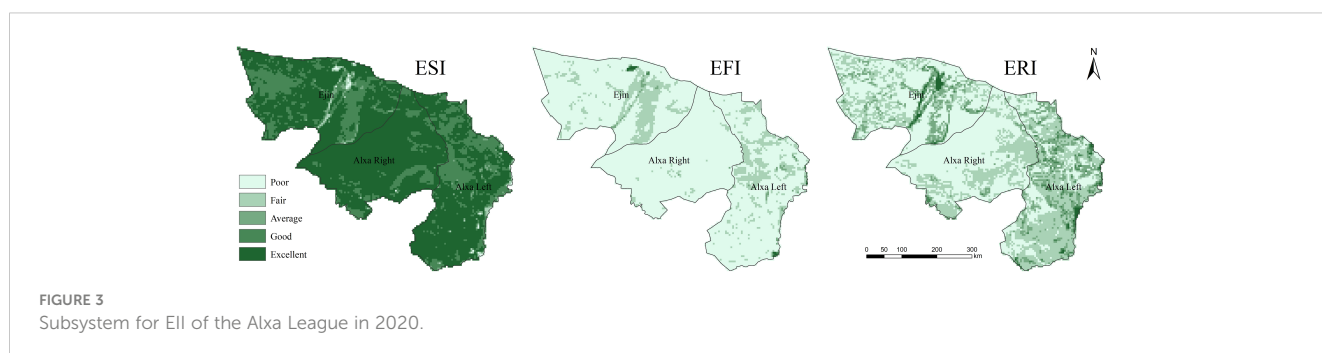 ESI
EFI
ERI
N
Ejin
Ejin
Ejin
Alxa Right
Alxa Right
Alxa Right
Alxa Left
Alxa Left
Alxa Left
Poor
Fair
Average
Good
Excellent
0 50 100 200 300
km
FIGURE 3
Subsystem for EII of the Alxa League in 2020.